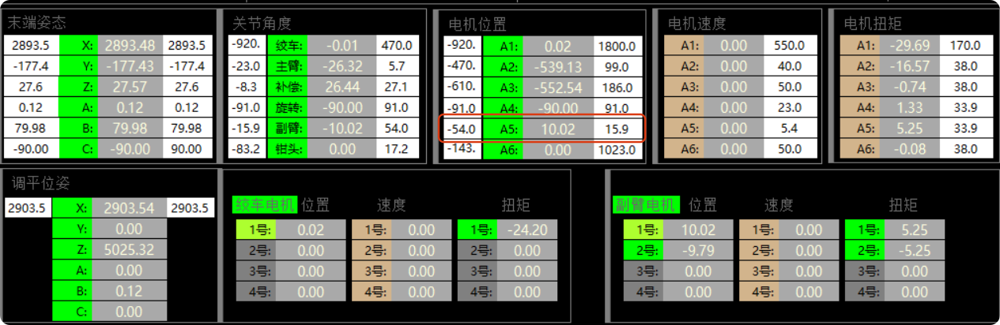 末端姿态
2893.5 X: 2893.48 2893.5
-177.4 Y: -177.43 -177.4
27.6 Z: 27.57 27.6
0.12 A: 0.12 0.12
79.98 B: 79.98 79.98
-90.00 C: -90.00 90.00
关节角度
-920. 绞车: -0.01 470.0
-23.0 主臂: -26.32 5.7
-8.3 补偿: 26.44 27.1
-91.0 旋转: -90.00 91.0
-15.9 副臂: -10.02 54.0
-83.2 钳头: 0.00 17.2
电机位置
-920. A1: 0.02 1800.0
-470. A2: -539.13 99.0
-610. A3: -552.54 186.0
-91.0 A4: -90.00 91.0
-54.0 A5: 10.02 15.9
-143. A6: 0.00 1023.0
电机速度
A1: 0.00 550.0
A2: 0.00 40.0
A3: 0.00 50.0
A4: 0.00 23.0
A5: 0.00 5.4
A6: 0.00 50.0
电机扭矩
A1: -29.69 170.0
A2: -16.57 38.0
A3: -0.74 38.0
A4: 1.33 33.9
A5: 5.25 33.9
A6: -0.08 38.0
调平位姿
2903.5 X: 2903.54 2903.5
Y: 0.00
Z: 5025.32
A: 0.00
B: 0.12
C: 0.00
绞车电机 位置 速度 扭矩
1号: 0.02 1号: 0.00 1号: -24.20
2号: 0.00 2号: 0.00 2号: 0.00
3号: 0.00 3号: 0.00 3号: 0.00
4号: 0.00 4号: 0.00 4号: 0.00
副臂电机 位置 速度 扭矩
1号: 10.02 1号: 0.00 1号: 5.25
2号: -9.79 2号: 0.00 2号: -5.25
3号: 0.00 3号: 0.00 3号: 0.00
4号: 0.00 4号: 0.00 4号: 0.00